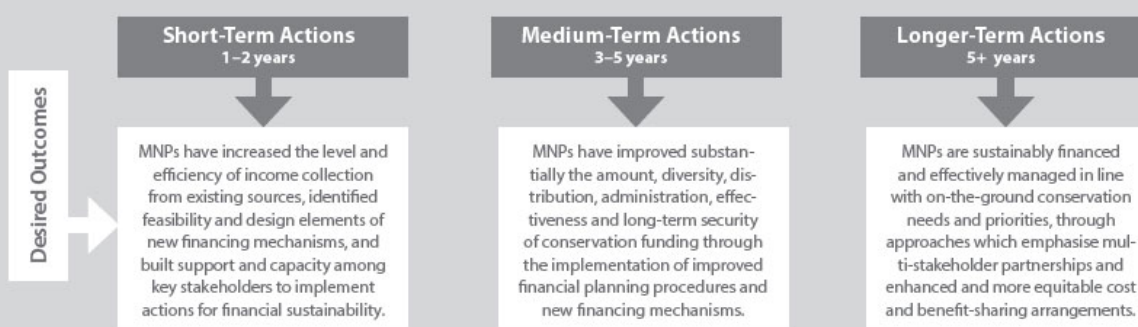 Short-Term Actions
1–2 years
Medium-Term Actions
3–5 years
Longer-Term Actions
5+ years
Desired Outcomes
MNPs have increased the level and
efficiency of income collection
from existing sources, identified
feasibility and design elements of
new financing mechanisms, and
built support and capacity among
key stakeholders to implement
actions for financial sustainability.
MNPs have improved substan-
tially the amount, diversity, dis-
tribution, administration, effec-
tiveness and long-term security
of conservation funding through
the implementation of improved
financial planning procedures and
new financing mechanisms.
MNPs are sustainably financed
and effectively managed in line
with on-the-ground conservation
needs and priorities, through
approaches which emphasise mul-
ti-stakeholder partnerships and
enhanced and more equitable cost
and benefit-sharing arrangements.